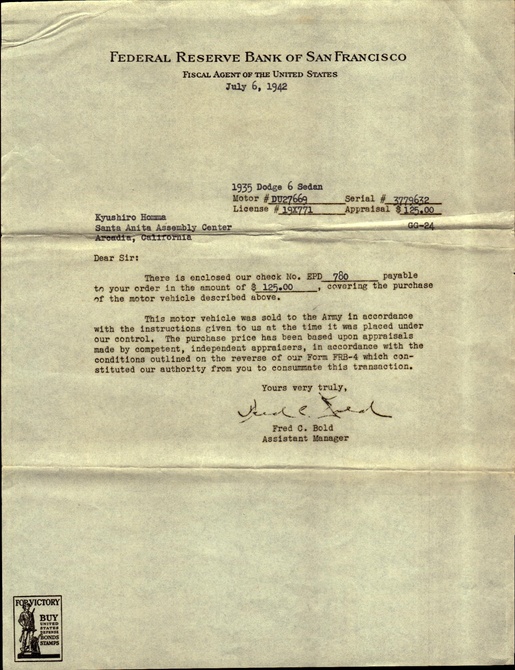 FEDERAL RESERVE BANK OF SAN FRANCISCO
FISCAL AGENT OF THE UNITED STATES
July 6, 1942
1935 Dodge 6 Sedan
Motor # DU27669 Serial # 3779632
License # 19X771 Appraisal $ 125.00
Kyushiro Homma
Santa Anita Assembly Center GG-24
Arcadia, California
Dear Sir:
There is enclosed our check No. EPD 780 payable
to your order in the amount of $ 125.00 , covering the purchase
of the motor vehicle described above.
This motor vehicle was sold to the Army in accordance
with the instructions given to us at the time it was placed under
our control. The purchase price has been based upon appraisals
made by competent, independent appraisers, in accordance with the
conditions outlined on the reverse of our Form FRB-4 which con-
stituted our authority from you to consummate this transaction.
Yours very truly,
Fred C. Bold
Fred C. Bold
Assistant Manager
FOR VICTORY
BUY
UNITED
STATES
DEFENSE
BONDS
STAMPS